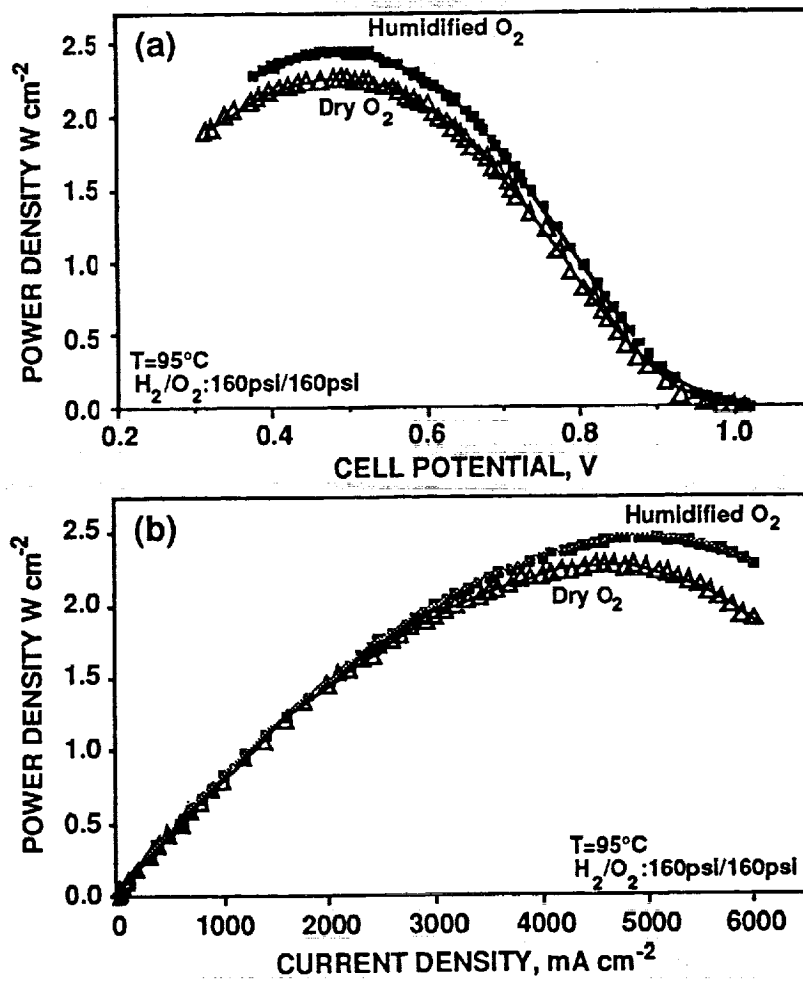 (a)
Humidified O₂
Dry O₂
POWER DENSITY W cm⁻²
2.5
2.0
1.5
1.0
0.5
0.0
T=95°C
H₂/O₂:160psi/160psi
0.2
0.4
0.6
0.8
1.0
CELL POTENTIAL, V
(b)
Humidified O₂
Dry O₂
POWER DENSITY W cm⁻²
2.5
2.0
1.5
1.0
0.5
0.0
T=95°C
H₂/O₂:160psi/160psi
0
1000
2000
3000
4000
5000
6000
CURRENT DENSITY, mA cm⁻²